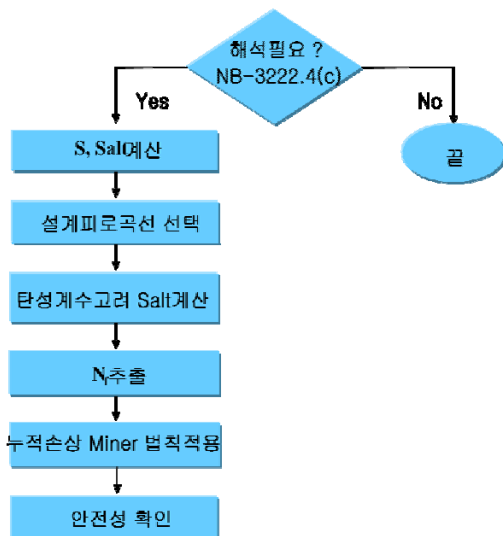 해석필요 ?
NB-3222.4(c)
Yes
No
S, Salt계산
끝
설계피로곡선 선택
탄성계수고려 Salt계산
Nf추출
누적손상 Miner 법칙적용
안전성 확인